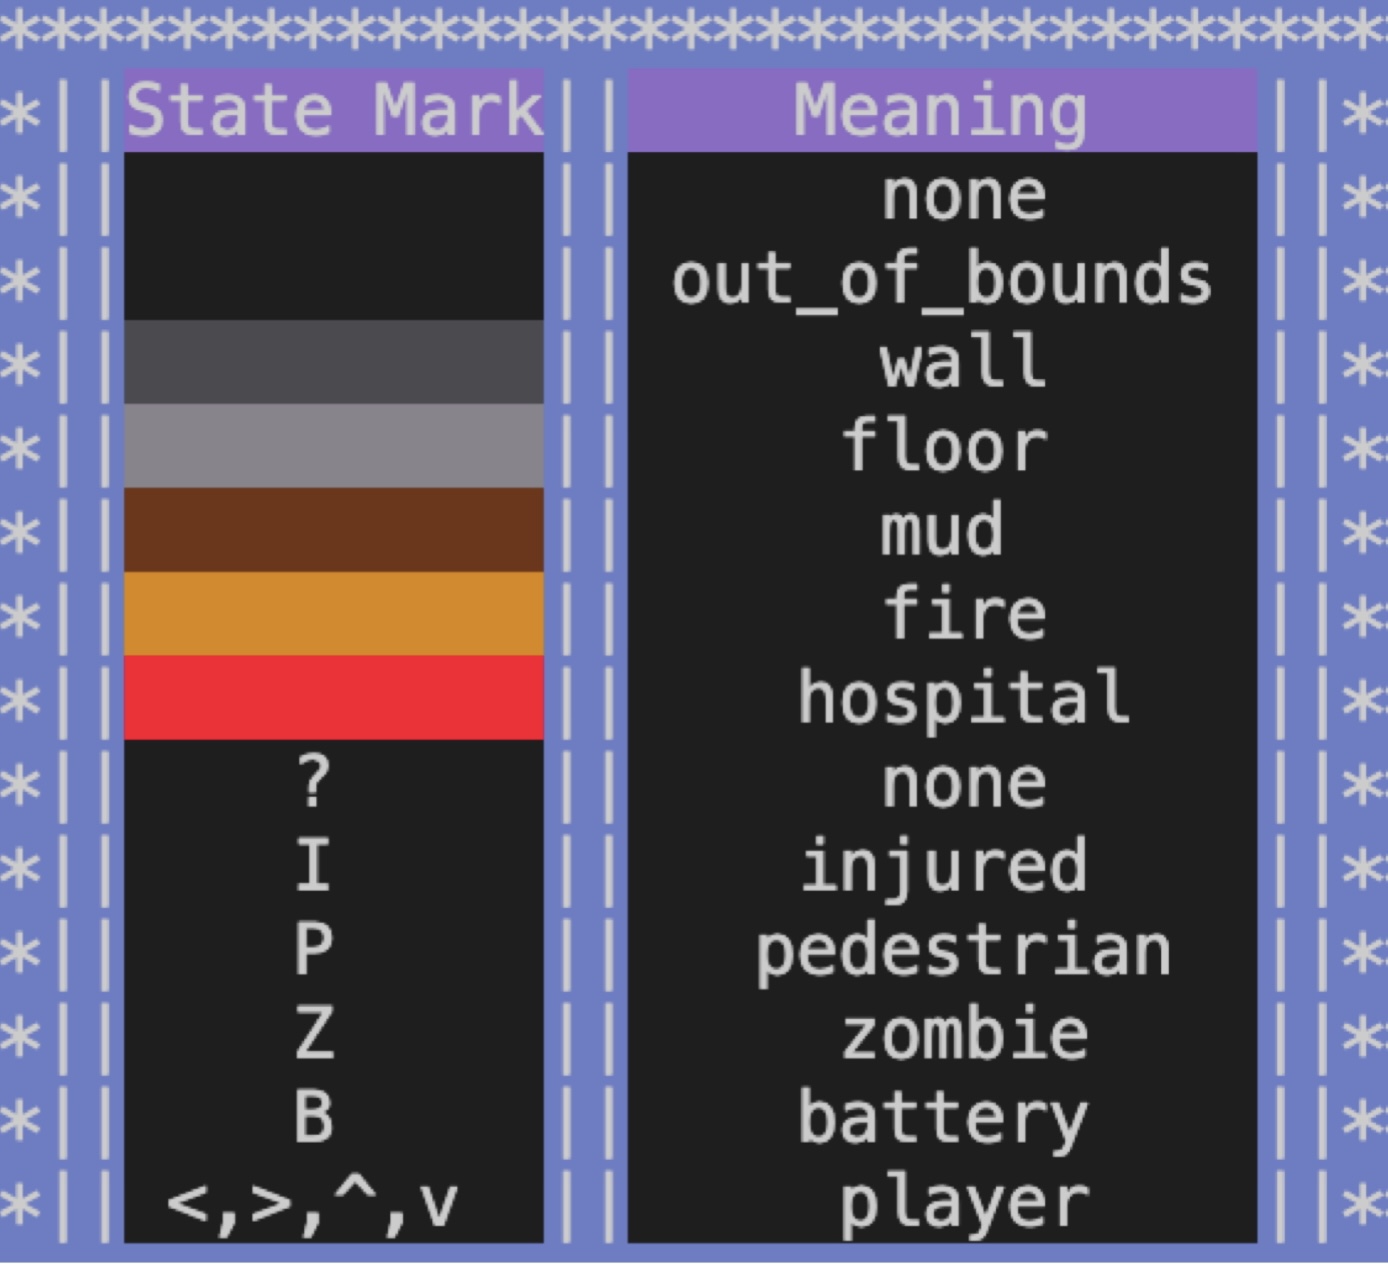 **********************************
*||State Mark|| Meaning ||**
*|| || none ||**
*|| || out_of_bounds ||**
*|| || wall ||**
*|| || floor ||**
*|| || mud ||**
*|| || fire ||**
*|| || hospital ||**
*|| ? || none ||**
*|| I || injured ||**
*|| P || pedestrian ||**
*|| Z || zombie ||**
*|| B || battery ||**
*|| <,>,^,v || player ||**